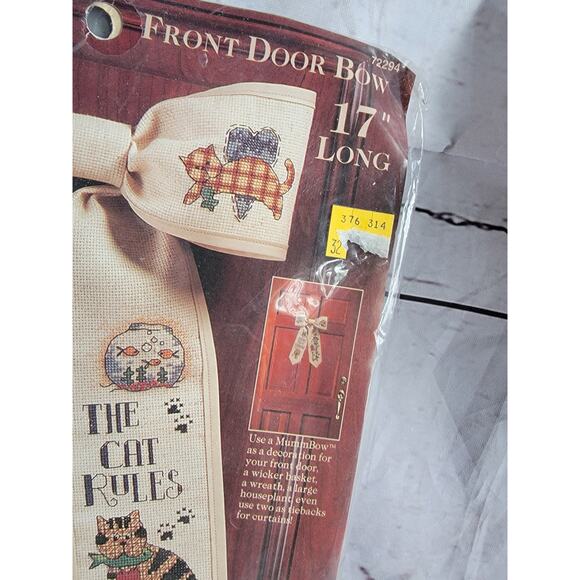 FRONT DOOR BOW
72294
17"
LONG
376 314
32
THE
CAT
RULES
Use a MummBow™
as a decoration for
your front door,
a wicker basket,
a wreath, a large
houseplant, even
use two as tiebacks
for curtains!